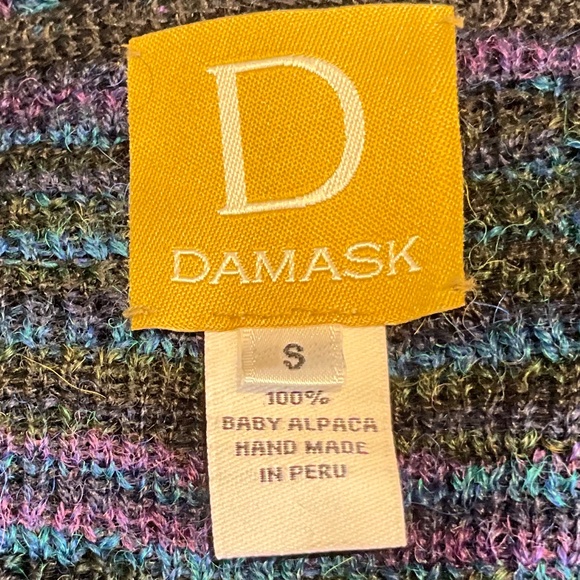 D
DAMASK
S
100%
BABY ALPACA
HAND MADE
IN PERU